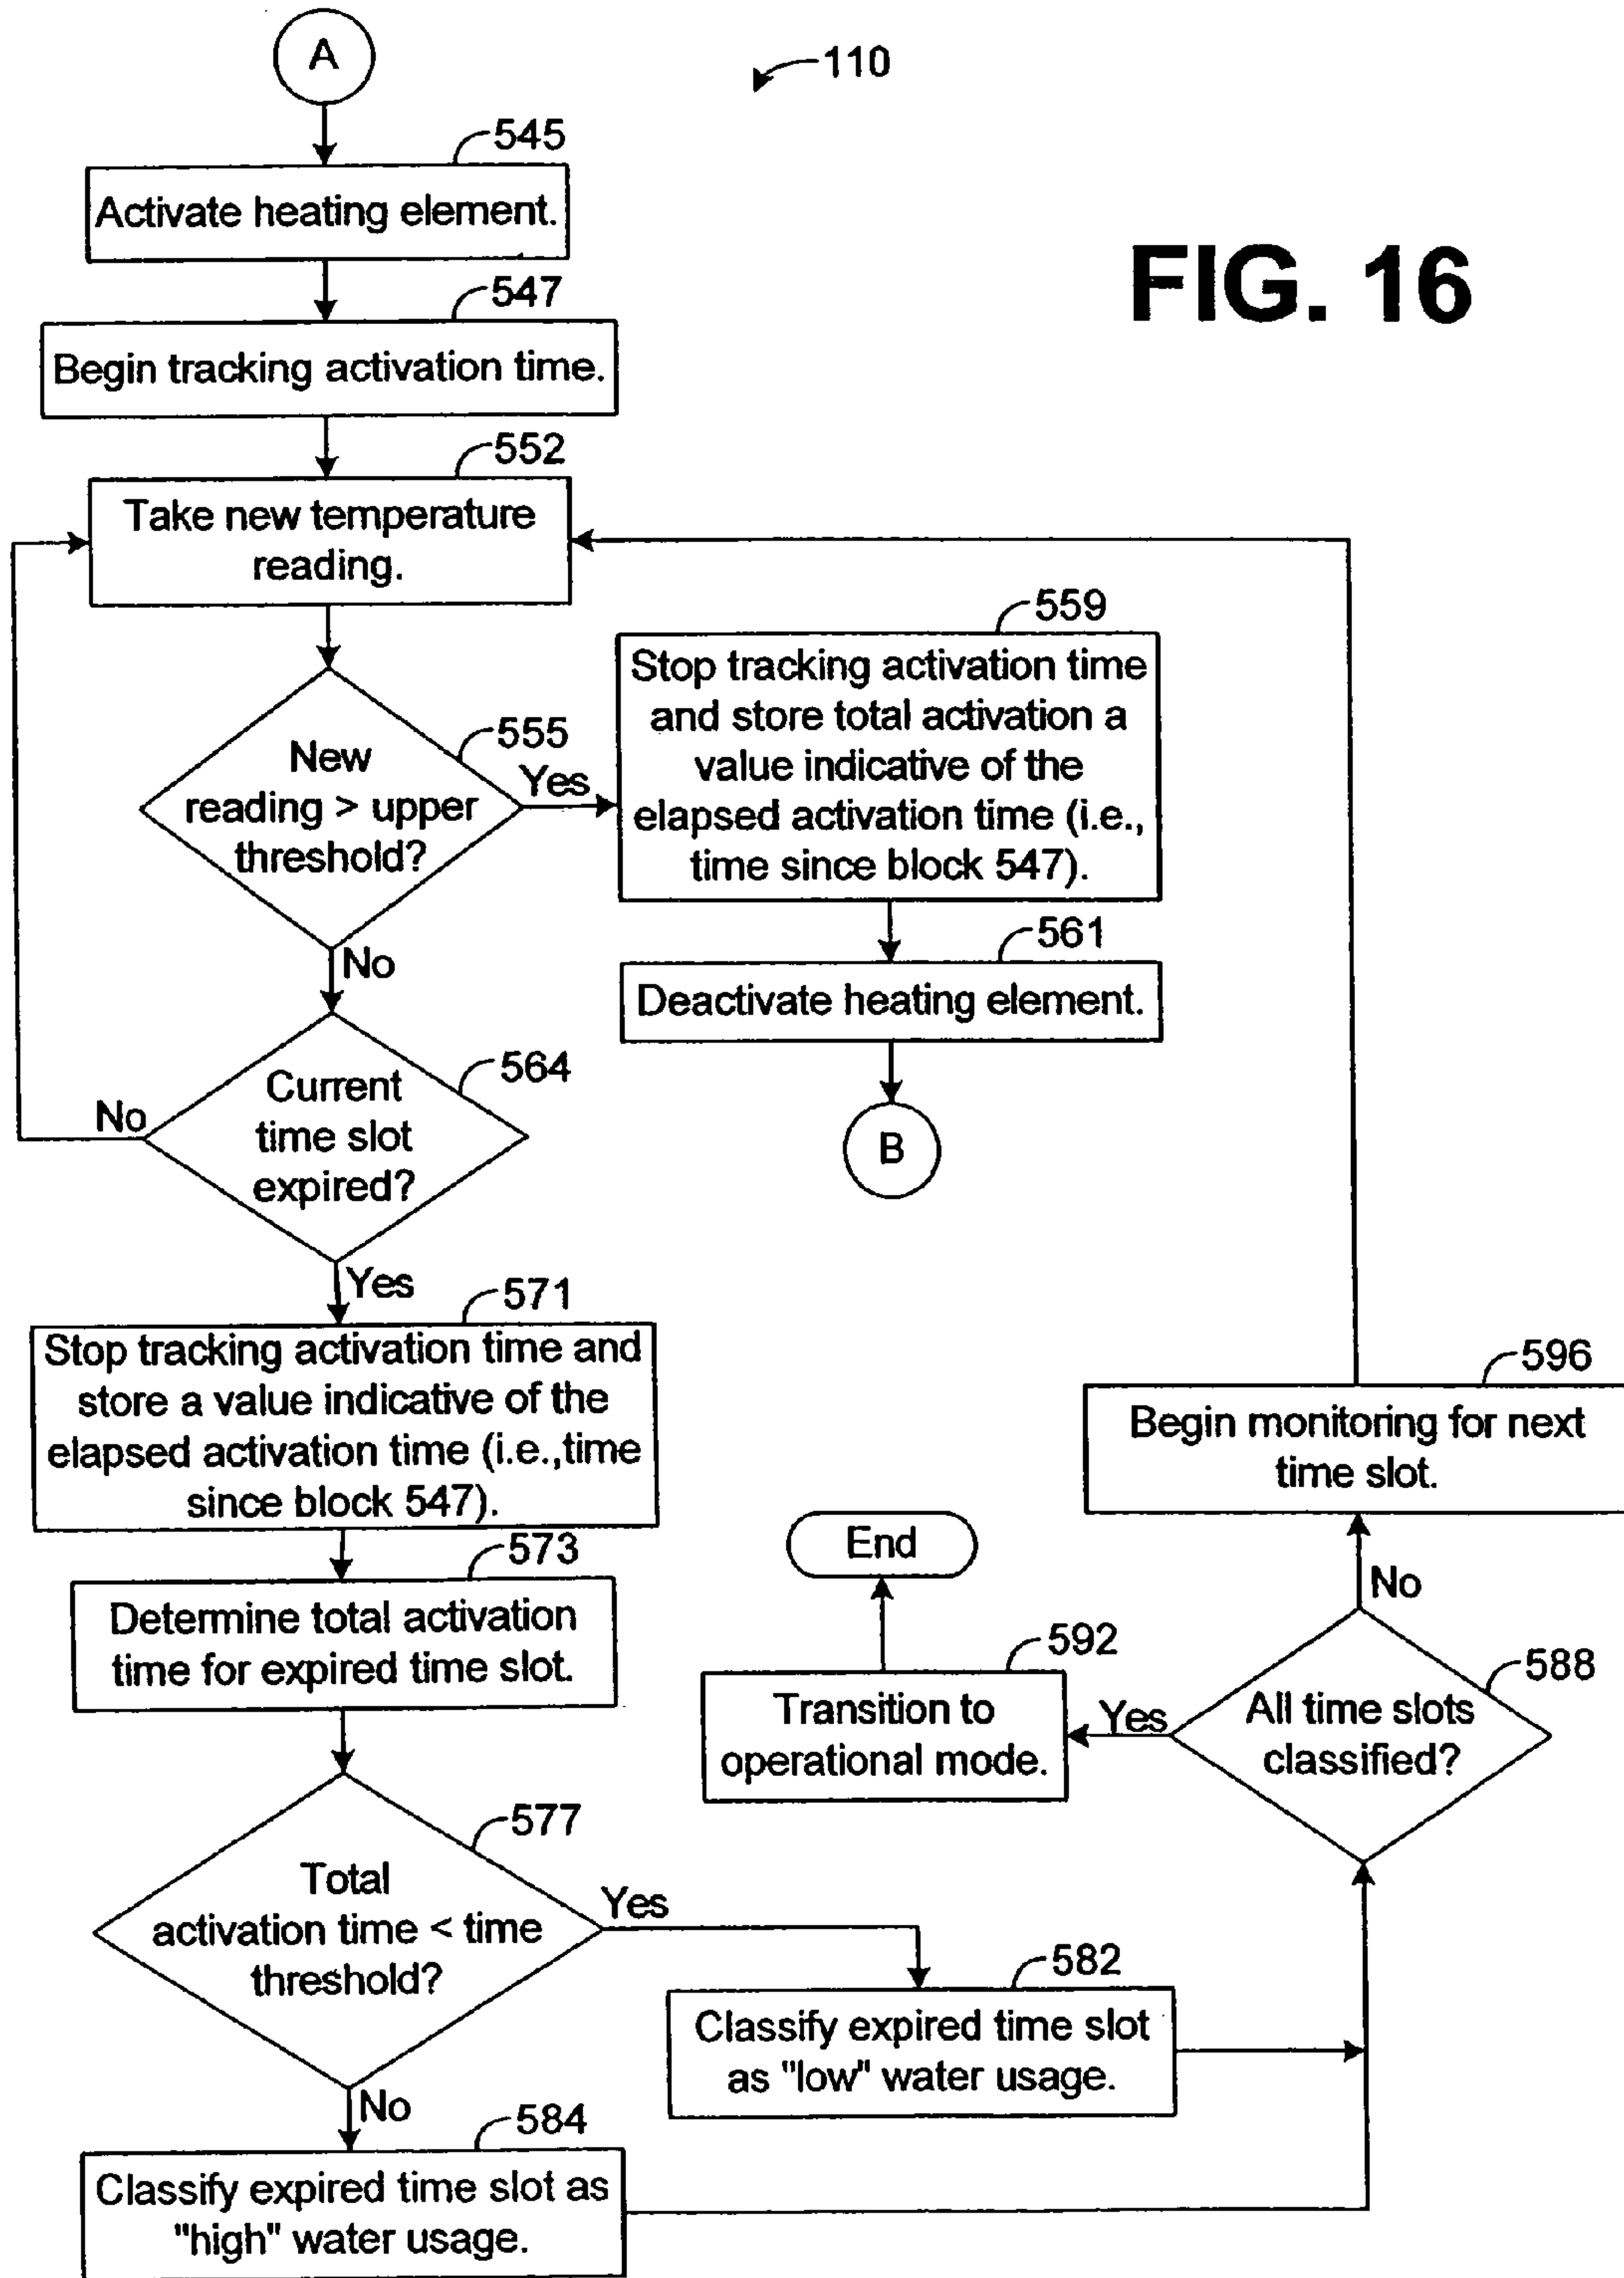 A
110
545
Activate heating element.
FIG. 16
547
Begin tracking activation time.
552
Take new temperature
reading.
555
New
reading > upper
threshold?
Yes
No
559
Stop tracking activation time
and store total activation a
value indicative of the
elapsed activation time (i.e.,
time since block 547).
561
Deactivate heating element.
B
564
Current
time slot
expired?
No
Yes
571
Stop tracking activation time and
store a value indicative of the
elapsed activation time (i.e.,time
since block 547).
573
Determine total activation
time for expired time slot.
577
Total
activation time < time
threshold?
Yes
No
582
Classify expired time slot
as "low" water usage.
584
Classify expired time slot as
"high" water usage.
588
All time slots
classified?
Yes
No
592
Transition to
operational mode.
End
596
Begin monitoring for next
time slot.